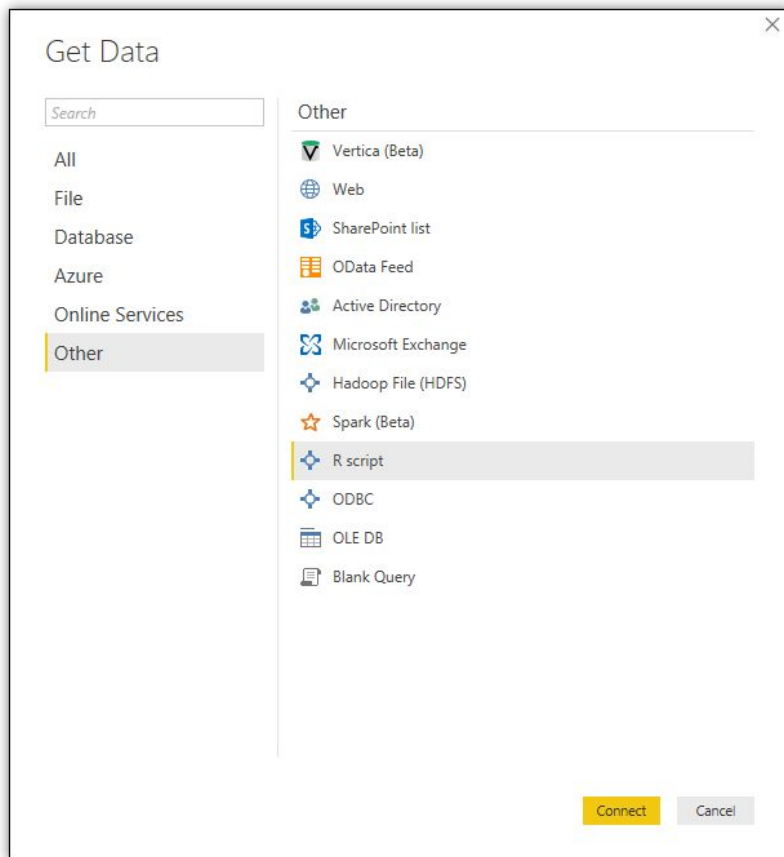 Get Data
Search
All
File
Database
Azure
Online Services
Other
Other
Vertica (Beta)
Web
SharePoint list
OData Feed
Active Directory
Microsoft Exchange
Hadoop File (HDFS)
Spark (Beta)
R script
ODBC
OLE DB
Blank Query
Connect
Cancel